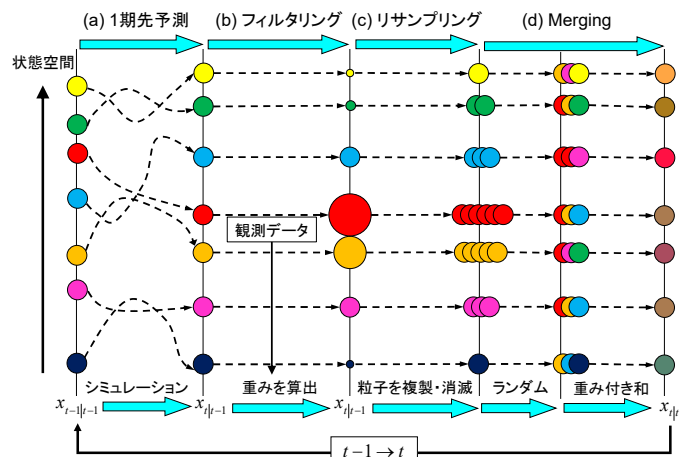 (a) 1期先予測
(b) フィルタリング
(c) リサンプリング
(d) Merging
状態空間
観測データ
シミュレーション
重みを算出
粒子を複製・消滅
ランダム
重み付き和
x_{t-1|t-1}
x_{t|t-1}
x_{t|t-1}
x_{t|t}
t−1→t